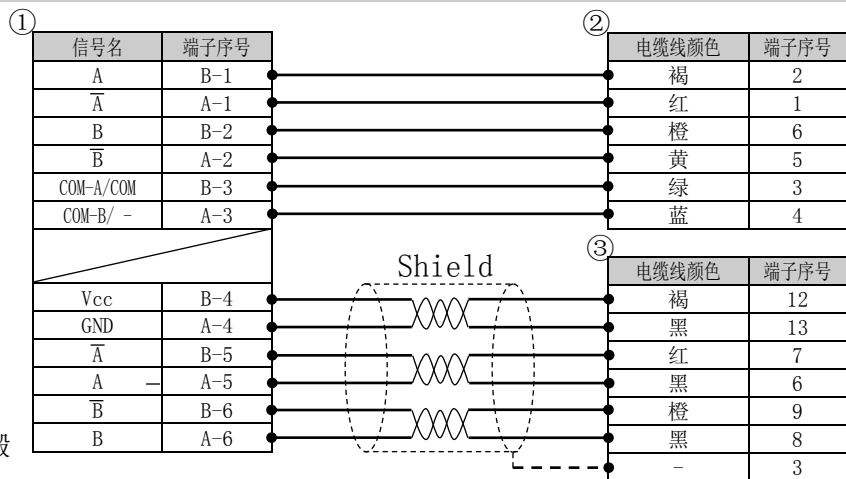 ①
信号名 端子序号
A B-1
A̅ A-1
B B-2
B̅ A-2
COM-A/COM B-3
COM-B/ - A-3
Vcc B-4
GND A-4
A̅ B-5
A － A-5
B̅ B-6
B A-6
②
电缆线颜色 端子序号
褐 2
红 1
橙 6
黄 5
绿 3
蓝 4
Shield
③
电缆线颜色 端子序号
褐 12
黑 13
红 7
黑 6
橙 9
黑 8
- 3